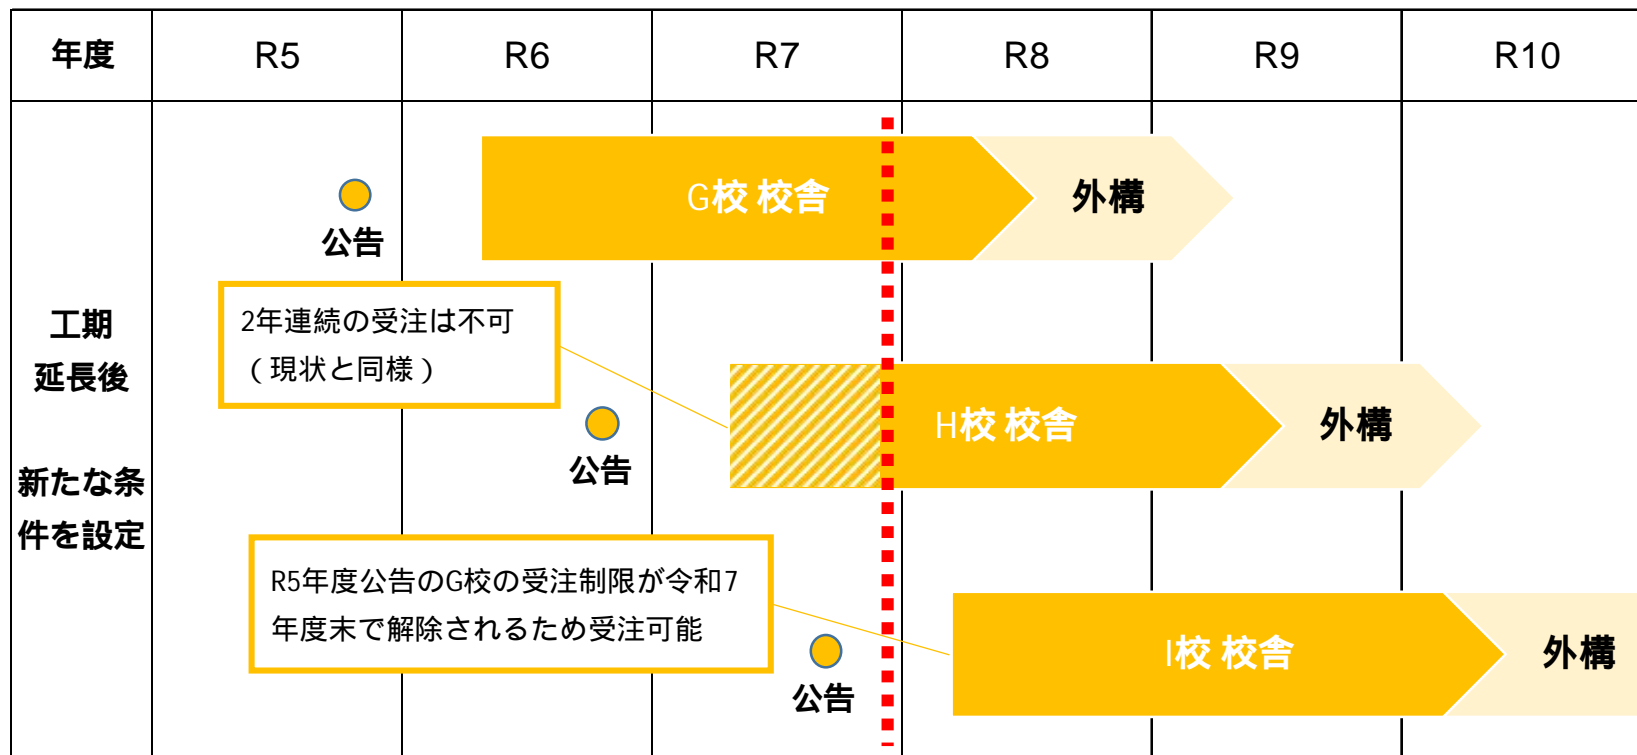 年度 R5 R6 R7 R8 R9 R10
工期
延長後
新たな条
件を設定
G校 校舎 外構
公告
2年連続の受注は不可
（現状と同様）
H校 校舎 外構
公告
R5年度公告のG校の受注制限が令和7
年度末で解除されるため受注可能
I校 校舎 外構
公告